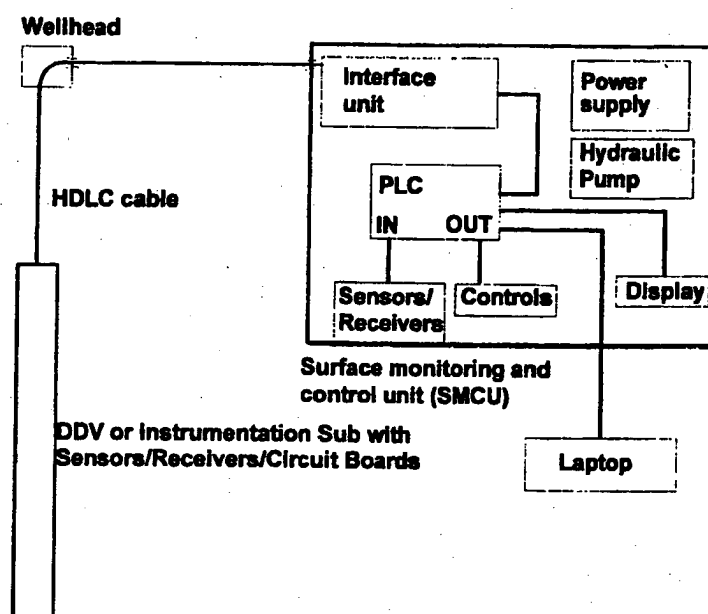 Wellhead
Interface
unit
Power
supply
Hydraulic
Pump
HDLC cable
PLC
IN OUT
Sensors/
Receivers
Controls
Display
Surface monitoring and
control unit (SMCU)
DDV or Instrumentation Sub with
Sensors/Receivers/Circuit Boards
Laptop